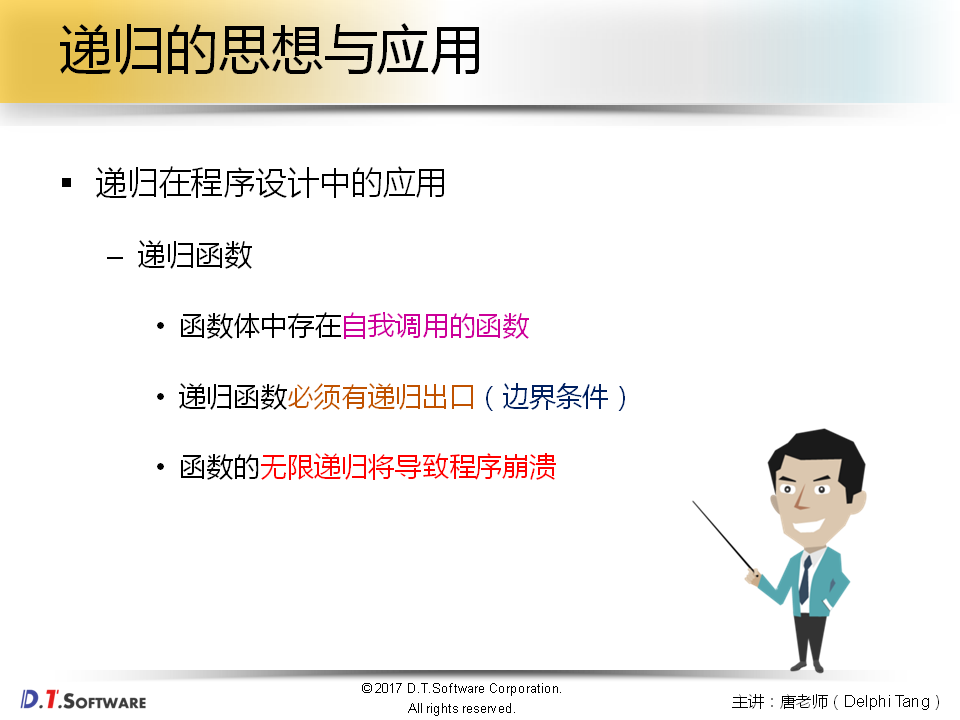 递归的思想与应用
▪ 递归在程序设计中的应用
– 递归函数
• 函数体中存在自我调用的函数
• 递归函数必须有递归出口（边界条件）
• 函数的无限递归将导致程序崩溃
D.T.SOFTWARE
©2017 D.T.Software Corporation.
All rights reserved.
主讲：唐老师（Delphi Tang）